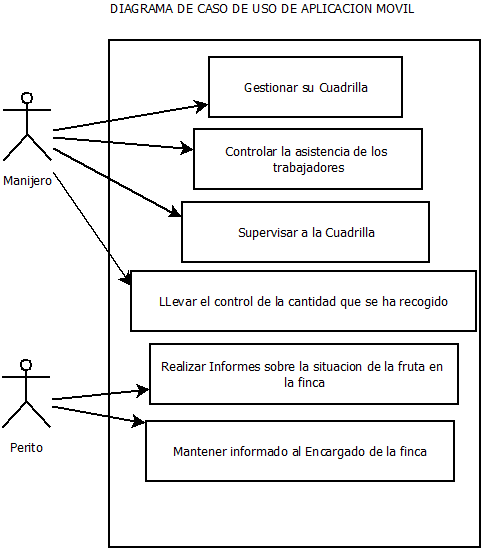 DIAGRAMA DE CASO DE USO DE APLICACION MOVIL
Gestionar su Cuadrilla
Manijero
Controlar la asistencia de los
trabajadores
Supervisar a la Cuadrilla
LLevar el control de la cantidad que se ha recogido
Realizar Informes sobre la situacion de la fruta en
la finca
Perito
Mantener informado al Encargado de la finca